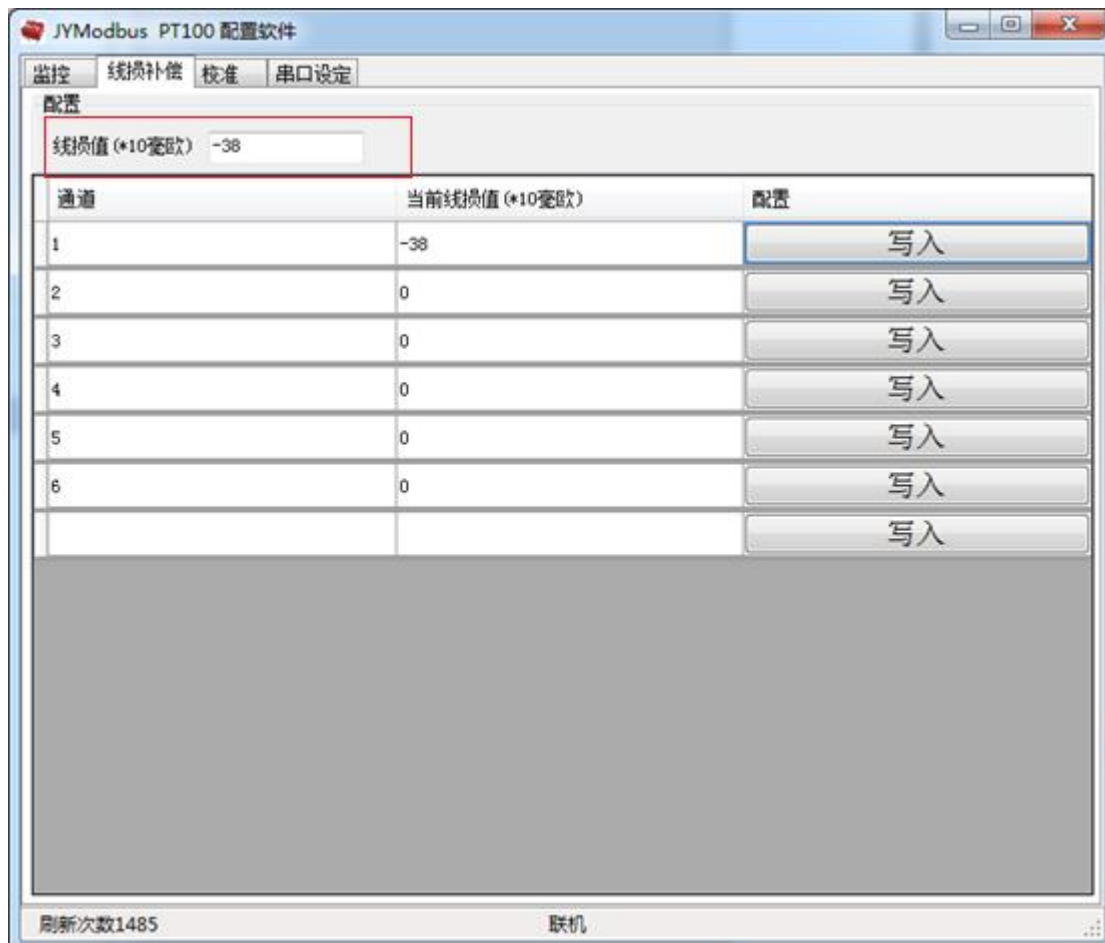 JYModbus PT100 配置软件
监控 线损补偿 校准 串口设定
配置
线损值(*10毫欧) -38
通道 当前线损值(*10毫欧) 配置
1 -38 写入
2 0 写入
3 0 写入
4 0 写入
5 0 写入
6 0 写入
写入
刷新次数1485 联机